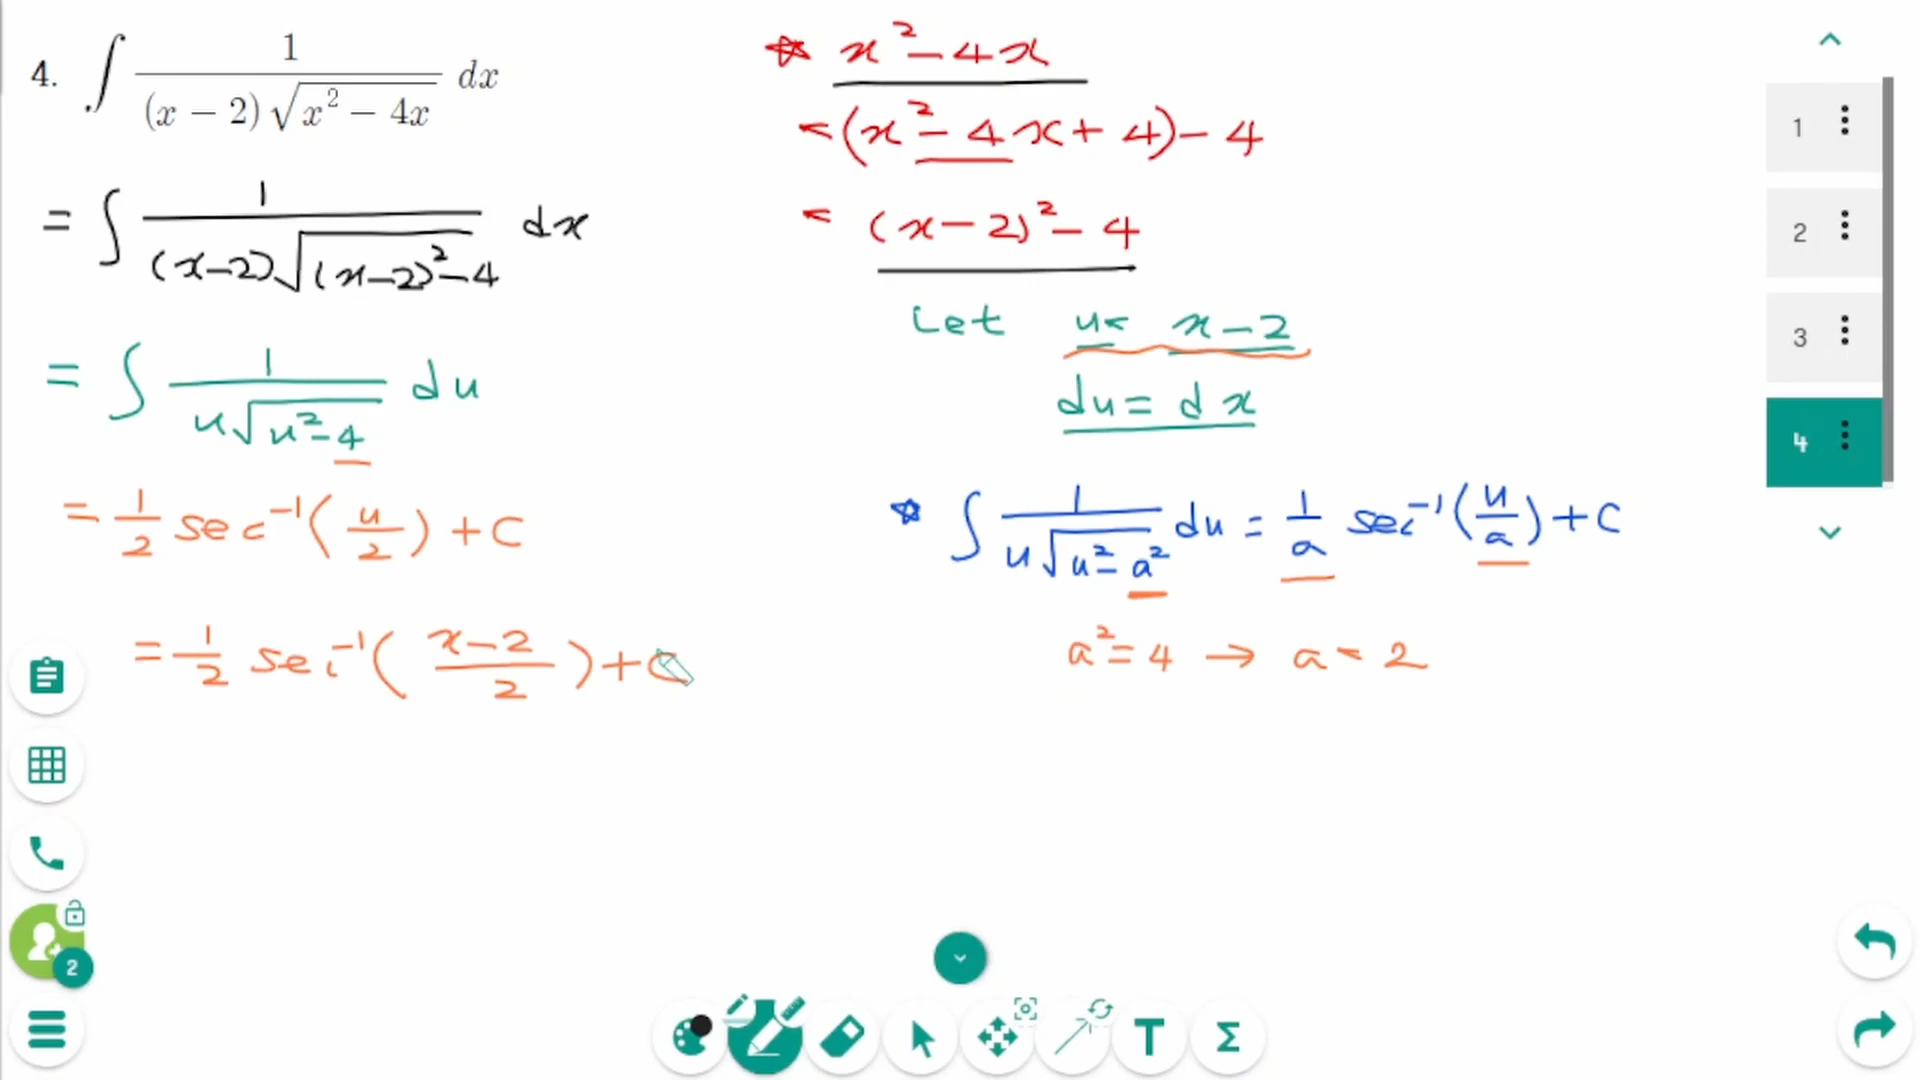 4. ∫ 1 / ((x − 2)√(x² − 4x)) dx
= ∫ 1 / ((x−2)√((x−2)²−4)) dx
= ∫ 1 / (u√(u²−4)) du
= 1/2 sec⁻¹(u/2) + C
= 1/2 sec⁻¹((x−2)/2) + C
x² − 4x
= (x² − 4x + 4) − 4
= (x−2)² − 4
Let u = x−2
du = dx
∫ 1 / (u√(u²−a²)) du = 1/a sec⁻¹(u/a) + C
a² = 4 → a = 2
1
2
3
4
2
T
Σ